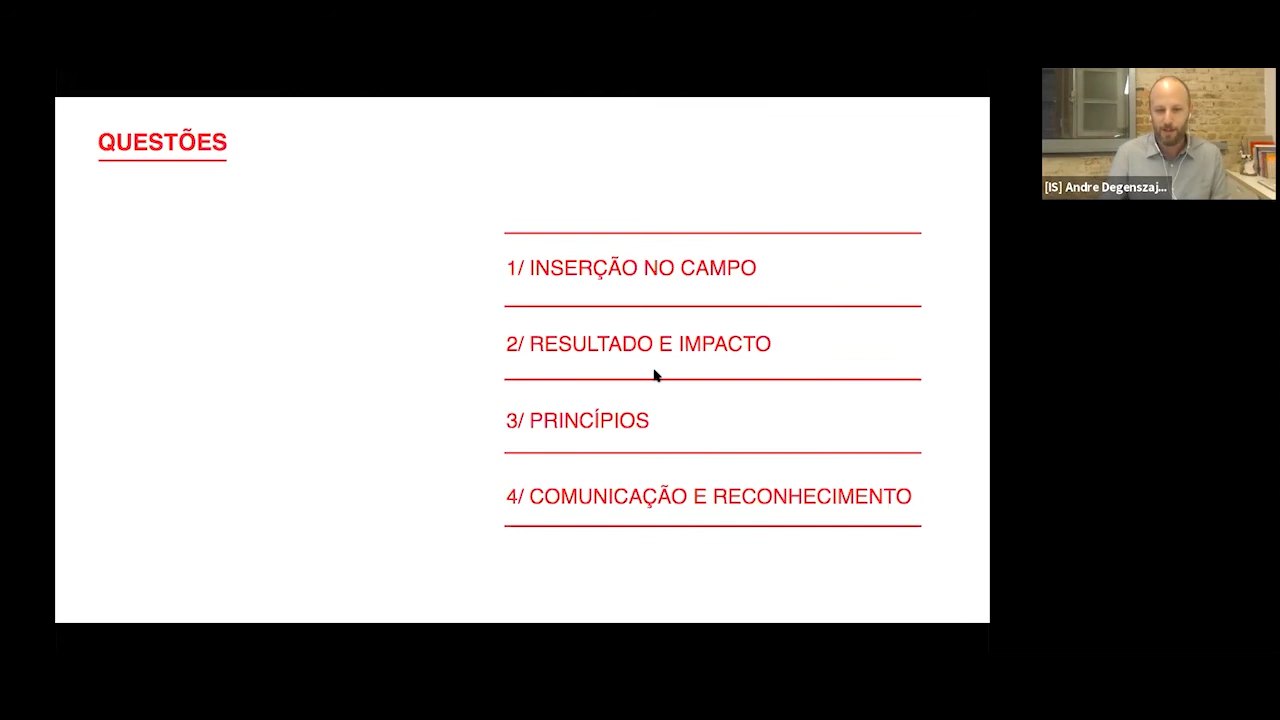 QUESTÕES
1/ INSERÇÃO NO CAMPO
2/ RESULTADO E IMPACTO
3/ PRINCÍPIOS
4/ COMUNICAÇÃO E RECONHECIMENTO
[IS] Andre Degenszaj...